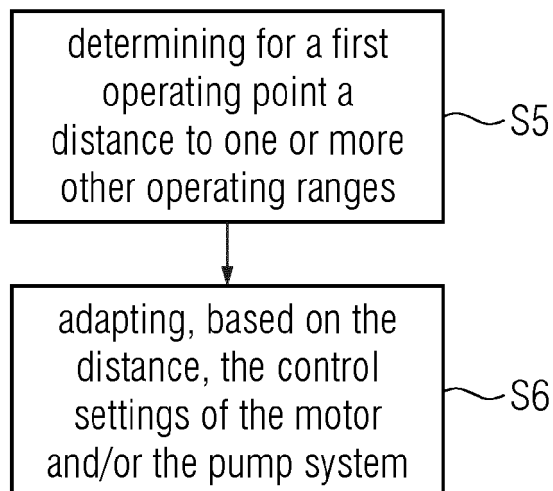 determining for a first
operating point a
distance to one or more
other operating ranges
S5
adapting, based on the
distance, the control
settings of the motor
and/or the pump system
S6